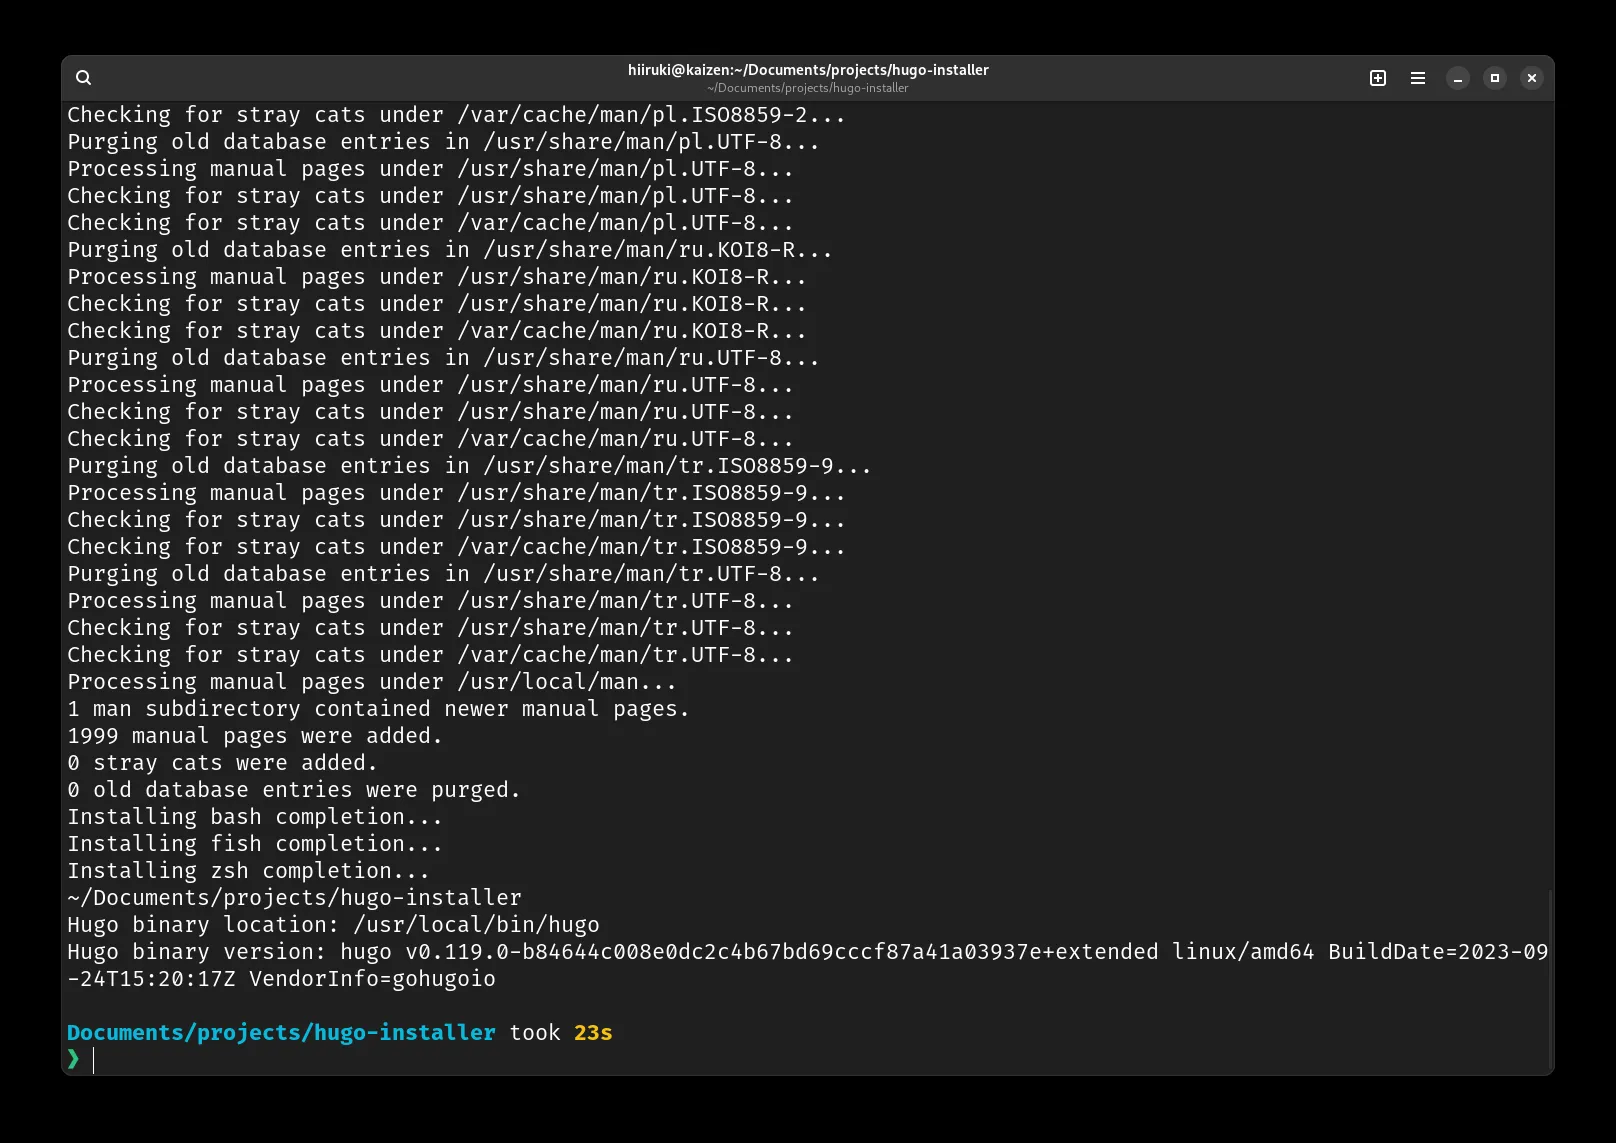 hiiruki@kaizen:~/Documents/projects/hugo-installer
~/Documents/projects/hugo-installer
Checking for stray cats under /var/cache/man/pl.ISO8859-2...
Purging old database entries in /usr/share/man/pl.UTF-8...
Processing manual pages under /usr/share/man/pl.UTF-8...
Checking for stray cats under /usr/share/man/pl.UTF-8...
Checking for stray cats under /var/cache/man/pl.UTF-8...
Purging old database entries in /usr/share/man/ru.KOI8-R...
Processing manual pages under /usr/share/man/ru.KOI8-R...
Checking for stray cats under /usr/share/man/ru.KOI8-R...
Checking for stray cats under /var/cache/man/ru.KOI8-R...
Purging old database entries in /usr/share/man/ru.UTF-8...
Processing manual pages under /usr/share/man/ru.UTF-8...
Checking for stray cats under /usr/share/man/ru.UTF-8...
Checking for stray cats under /var/cache/man/ru.UTF-8...
Purging old database entries in /usr/share/man/tr.ISO8859-9...
Processing manual pages under /usr/share/man/tr.ISO8859-9...
Checking for stray cats under /usr/share/man/tr.ISO8859-9...
Checking for stray cats under /var/cache/man/tr.ISO8859-9...
Purging old database entries in /usr/share/man/tr.UTF-8...
Processing manual pages under /usr/share/man/tr.UTF-8...
Checking for stray cats under /usr/share/man/tr.UTF-8...
Checking for stray cats under /var/cache/man/tr.UTF-8...
Processing manual pages under /usr/local/man...
1 man subdirectory contained newer manual pages.
1999 manual pages were added.
0 stray cats were added.
0 old database entries were purged.
Installing bash completion...
Installing fish completion...
Installing zsh completion...
~/Documents/projects/hugo-installer
Hugo binary location: /usr/local/bin/hugo
Hugo binary version: hugo v0.119.0-b84644c008e0dc2c4b67bd69cccf87a41a03937e+extended linux/amd64 BuildDate=2023-09
-24T15:20:17Z VendorInfo=gohugoio
Documents/projects/hugo-installer took 23s
❯